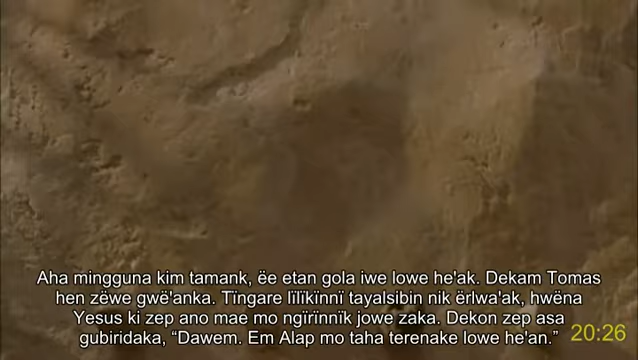 Aha mingguna kim tamank, ëe etan gola iwe lowe he'ak. Dekam Tomas
hen zëwe gwë'anka. Tïngare lïlïkïnnï tayalsibin nik ërlwa'ak, hwëna
Yesus ki zep ano mae mo ngïrïnnïk jowe zaka. Dekon zep asa
gubiridaka, “Dawem. Em Alap mo taha terenake lowe he'an.”
20:26